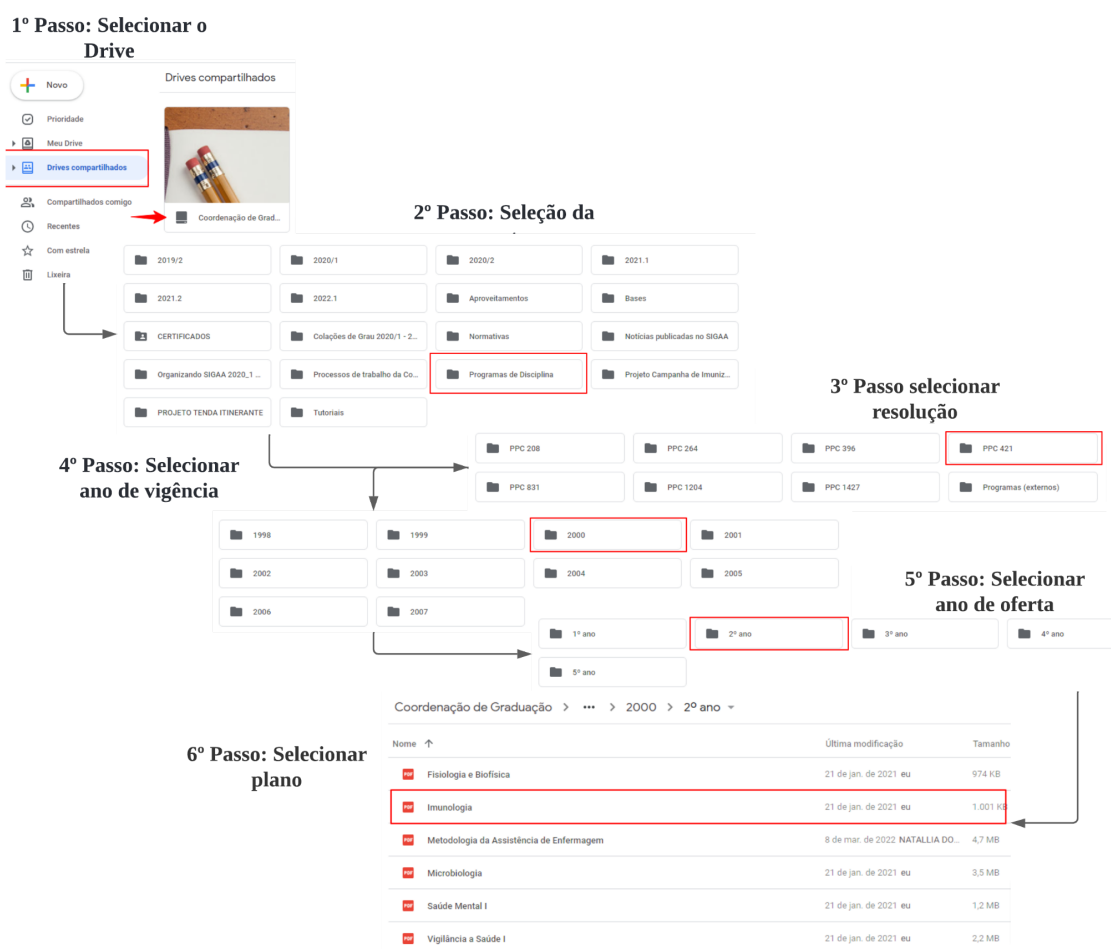 1º Passo: Selecionar o
Drive
Novo
Prioridade
Meu Drive
Drives compartilhados
Compartilhados comigo
Recentes
Com estrela
Lixeira
Drives compartilhados
Coordenação de Grad...
2º Passo: Seleção da
2019/2
2020/1
2020/2
2021.1
2021.2
2022.1
Aproveitamentos
Bases
CERTIFICADOS
Colações de Grau 2020/1 - 2...
Normativas
Notícias publicadas no SIGAA
Organizando SIGAA 2020_1 ...
Processos de trabalho da Co...
Programas de Disciplina
Projeto Campanha de Imuniz...
PROJETO TENDA ITINERANTE
Tutoriais
3º Passo selecionar
resolução
PPC 208
PPC 264
PPC 396
PPC 421
PPC 831
PPC 1204
PPC 1427
Programas (externos)
4º Passo: Selecionar
ano de vigência
1998
1999
2000
2001
2002
2003
2004
2005
2006
2007
5º Passo: Selecionar
ano de oferta
1º ano
2º ano
3º ano
4º ano
5º ano
6º Passo: Selecionar
plano
Coordenação de Graduação > ••• > 2000 > 2º ano
Nome ↑ Última modificação Tamanho
PDF Fisiologia e Biofísica 21 de jan. de 2021 eu 974 KB
PDF Imunologia 21 de jan. de 2021 eu 1.001 KB
PDF Metodologia da Assistência de Enfermagem 8 de mar. de 2022 NATALLIA DO... 4,7 MB
PDF Microbiologia 21 de jan. de 2021 eu 3,5 MB
PDF Saúde Mental I 21 de jan. de 2021 eu 1,2 MB
PDF Vigilância a Saúde I 21 de jan. de 2021 eu 2,2 MB